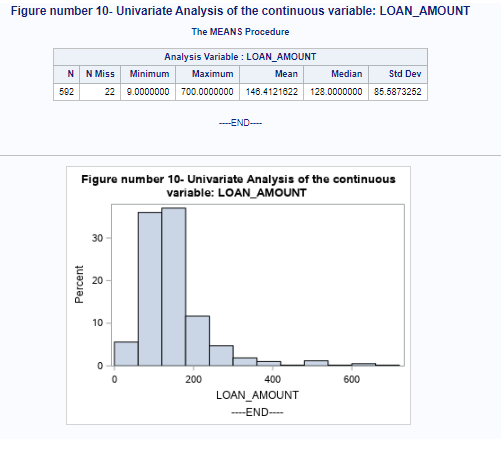 Figure number 10- Univariate Analysis of the continuous variable: LOAN_AMOUNT
The MEANS Procedure
Analysis Variable : LOAN_AMOUNT
N N Miss Minimum Maximum Mean Median Std Dev
592 22 9.0000000 700.0000000 146.4121622 128.0000000 85.5873252
----END----
Figure number 10- Univariate Analysis of the continuous
variable: LOAN_AMOUNT
30
20
10
0
Percent
0 200 400 600
LOAN_AMOUNT
----END----